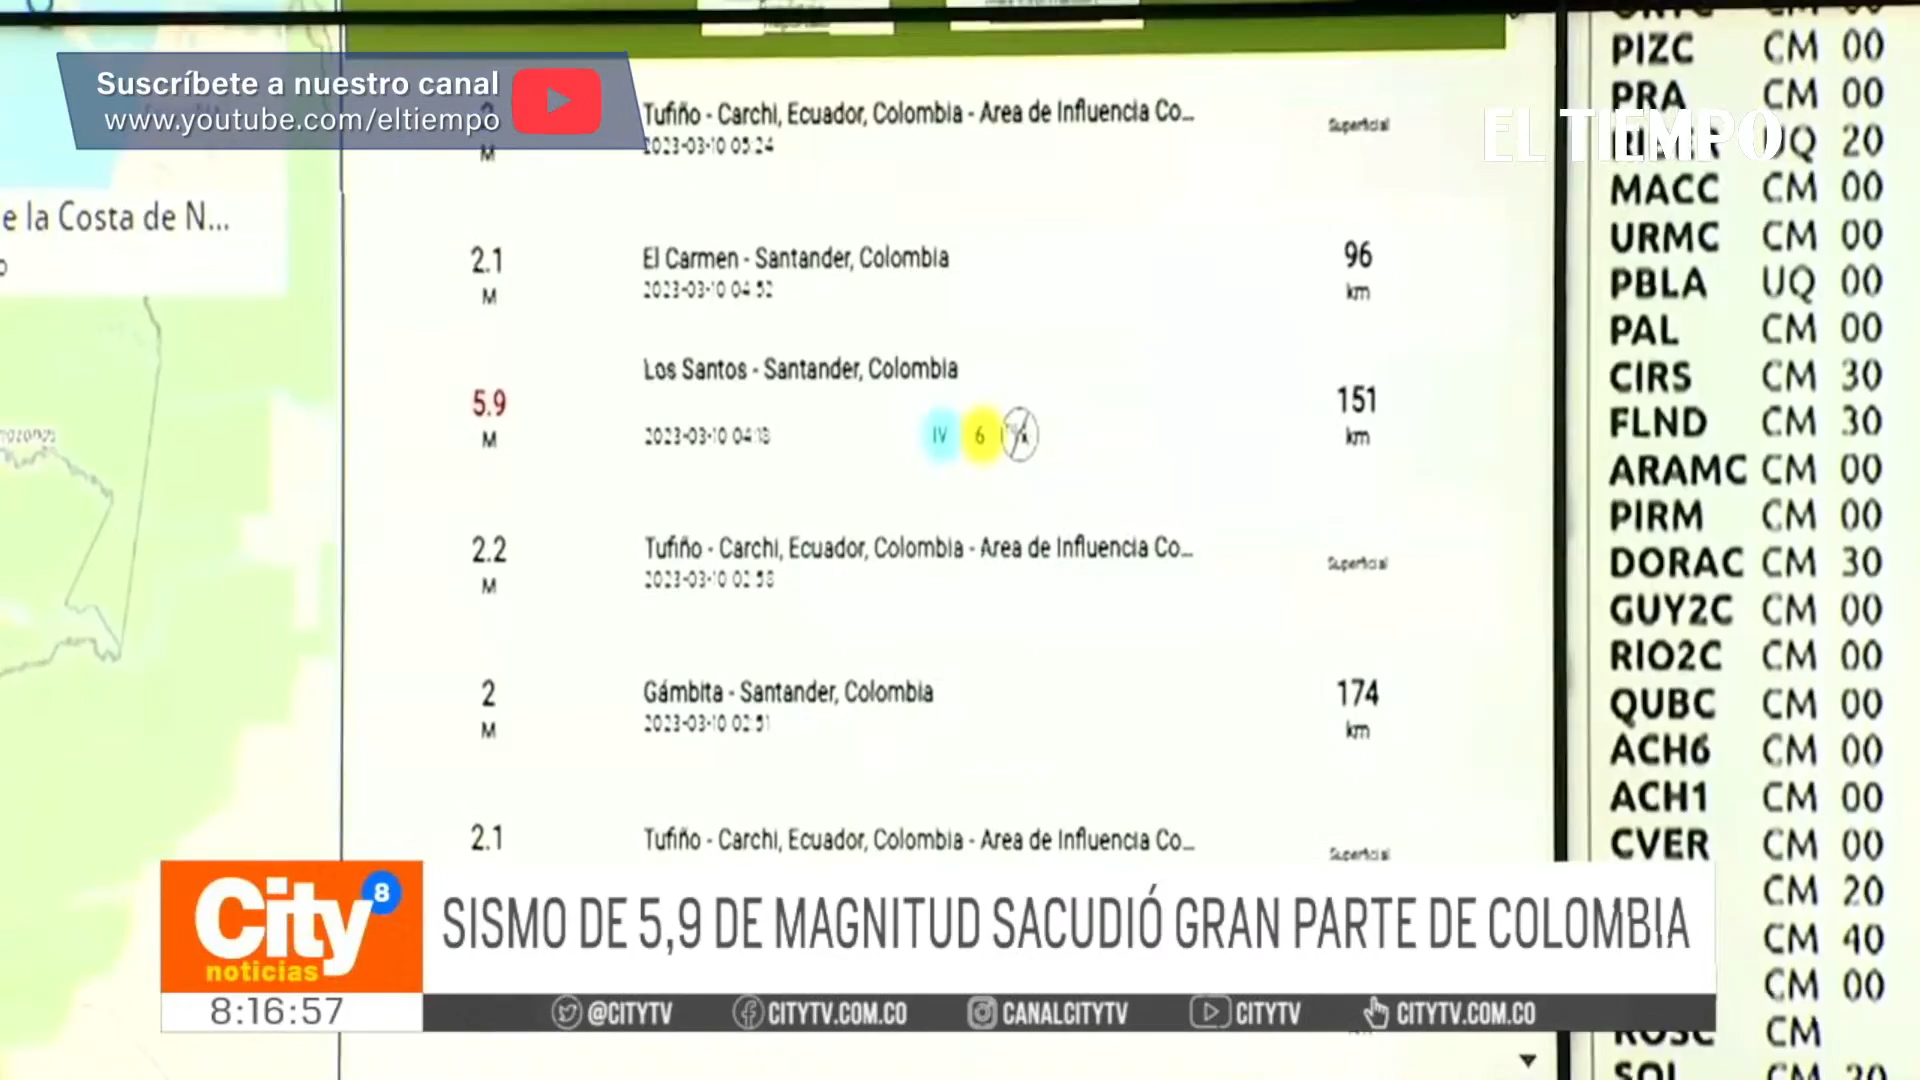 Suscríbete a nuestro canal
www.youtube.com/eltiempo
EL TIEMPO
e la Costa de N...
M
Tufiño - Carchi, Ecuador, Colombia - Area de Influencia Co...
2023-03-10 05:24
Superficial
2.1
M
El Carmen - Santander, Colombia
2023-03-10 04:52
96
km
5.9
M
Los Santos - Santander, Colombia
2023-03-10 04:18
IV
6
151
km
2.2
M
Tufiño - Carchi, Ecuador, Colombia - Area de Influencia Co...
2023-03-10 02:58
Superficial
2
M
Gámbita - Santander, Colombia
2023-03-10 02:51
174
km
2.1
Tufiño - Carchi, Ecuador, Colombia - Area de Influencia Co...
Superficial
PIZC CM 00
PRA CM 00
UQ 20
MACC CM 00
URMC CM 00
PBLA UQ 00
PAL CM 00
CIRS CM 30
FLND CM 30
ARAMC CM 00
PIRM CM 00
DORAC CM 30
GUY2C CM 00
RIO2C CM 00
QUBC CM 00
ACH6 CM 00
ACH1 CM 00
CVER CM 00
CM 20
CM 40
CM 00
CM
City
8
noticias
SISMO DE 5,9 DE MAGNITUD SACUDIÓ GRAN PARTE DE COLOMBIA
8:16:57
@CITYTV
CITYTV.COM.CO
CANALCITYTV
CITYTV
CITYTV.COM.CO